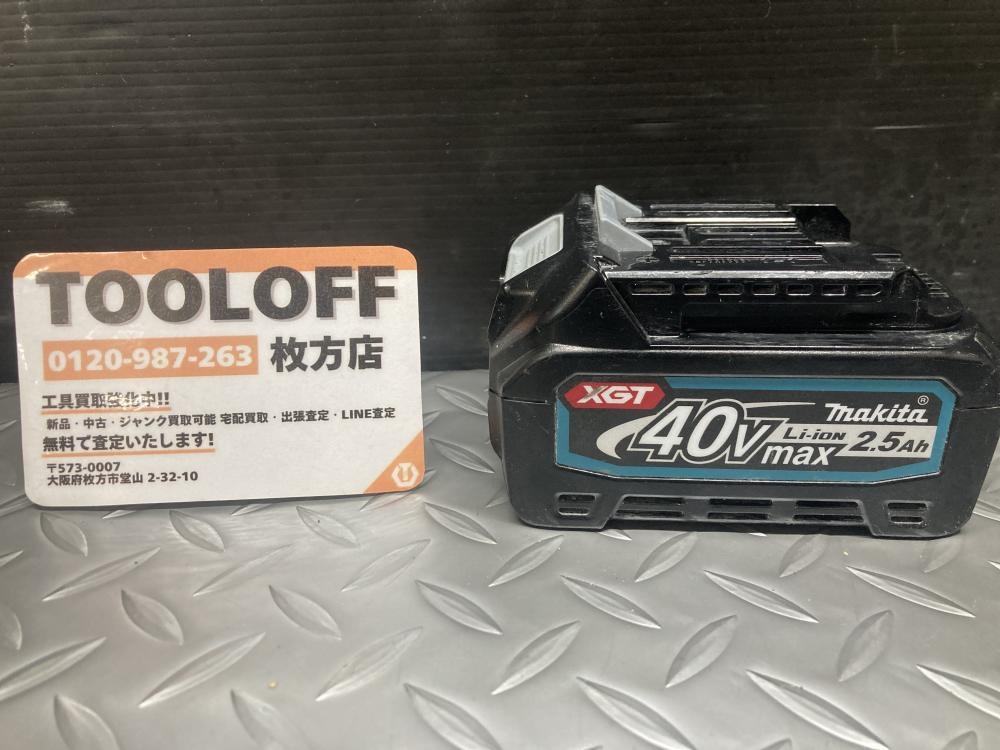 TOOLOFF
0120-987-263 枚方店
工具買取強化中!!
新品・中古・ジャンク買取可能 宅配買取・出張査定・LINE査定
無料で査定いたします!
〒573-0007
大阪府枚方市堂山 2-32-10
XGT
40Vmax
makita®
Li-ion 2.5Ah